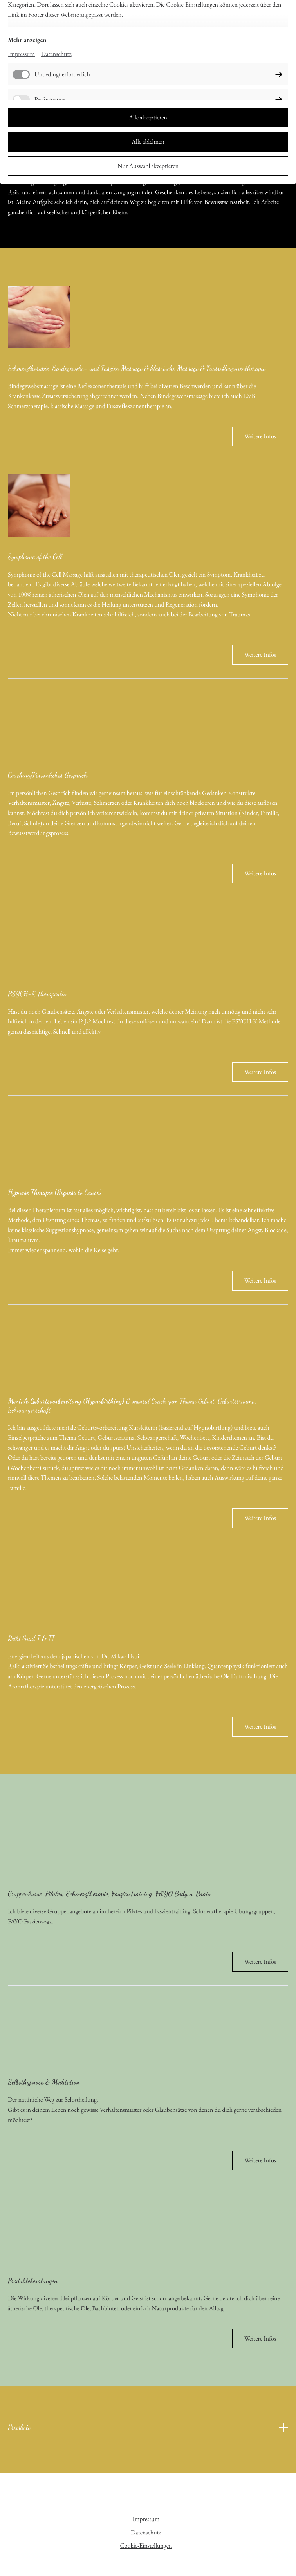 Kategorien. Dort lassen sich auch einzelne Cookies aktivieren. Die Cookie-Einstellungen können jederzeit über den
Link im Footer dieser Website angepasst werden.
Mehr anzeigen
Impressum Datenschutz
Unbedingt erforderlich
Performance
Alle akzeptieren
Alle ablehnen
Nur Auswahl akzeptieren
Reiki und einem achtsamen und dankbaren Umgang mit den Geschenken des Lebens, so ziemlich alles überwindbar
ist. Meine Aufgabe sehe ich darin, dich auf deinem Weg zu begleiten mit Hilfe von Bewusstseinsarbeit. Ich Arbeite
ganzheitlich auf seelischer und körperlicher Ebene.
Schmerztherapie, Bindegewebs- und Faszien Massage & klassische Massage & Fussreflexzonentherapie
Bindegewebsmassage ist eine Reflexzonentherapie und hilft bei diversen Beschwerden und kann über die
Krankenkasse Zusatzversicherung abgerechnet werden. Neben Bindegewebsmassage biete ich auch L&B
Schmerztherapie, klassische Massage und Fussreflexzonentherapie an.
Weitere Infos
Symphonie of the Cell
Symphonie of the Cell Massage hilft zusätzlich mit therapeutischen Ölen gezielt ein Symptom, Krankheit zu
behandeln. Es gibt diverse Abläufe welche weltweite Bekanntheit erlangt haben, welche mit einer speziellen Abfolge
von 100% reinen ätherischen Ölen auf den menschlichen Mechanismus einwirken. Sozusagen eine Symphonie der
Zellen herstellen und somit kann es die Heilung unterstützen und Regeneration fördern.
Nicht nur bei chronischen Krankheiten sehr hilfreich, sondern auch bei der Bearbeitung von Traumas.
Weitere Infos
Coaching/Persönliches Gespräch
Im persönlichen Gespräch finden wir gemeinsam heraus, was für einschränkende Gedanken Konstrukte,
Verhaltensmuster, Ängste, Verluste, Schmerzen oder Krankheiten dich noch blockieren und wie du diese auflösen
kannst. Möchtest du dich persönlich weiterentwickeln, kommst du mit deiner privaten Situation (Kinder, Familie,
Beruf, Schule) an deine Grenzen und kommst irgendwie nicht weiter. Gerne begleite ich dich auf deinen
Bewusstwerdungsprozess.
Weitere Infos
PSYCH-K Therapeutin
Hast du noch Glaubenssätze, Ängste oder Verhaltensmuster, welche deiner Meinung nach unnötig und nicht sehr
hilfreich in deinem Leben sind? Ja! Möchtest du diese auflösen und umwandeln? Dann ist die PSYCH-K Methode
genau das richtige. Schnell und effektiv.
Weitere Infos
Hypnose Therapie (Regress to Cause)
Bei dieser Therapieform ist fast alles möglich, wichtig ist, dass du bereit bist los zu lassen. Es ist eine sehr effektive
Methode, den Ursprung einer Themas, zu finden und aufzulösen. Es ist nahezu jedes Thema behandelbar. Ich mache
keine klassische Suggestionshypnose, gemeinsam gehen wir auf die Suche nach dem Ursprung deiner Angst, Blockade,
Trauma usw.
Immer wieder spannend, wohin die Reise geht.
Weitere Infos
Mentale Geburtsvorbereitung (Hypnobirthing) & mental Coach zum Thema Geburt, Geburtstrauma,
Schwangerschaft
Ich bin ausgebildete mentale Geburtsvorbereitung Kursleiterin (basierend auf Hypnobirthing) und biete auch
Einzelgespräche zum Thema Geburt, Geburtstrauma, Schwangerschaft, Wochenbett, Kinderthemen an. Bist du
schwanger und es macht dir Angst oder du spürst Unsicherheiten, wenn du an die bevorstehende Geburt denkst?
Oder du hast bereits geboren und denkst mit einem unguten Gefühl an deine Geburt oder die Zeit nach der Geburt
(Wochenbett) zurück, du spürst wie es dir noch immer unwohl ist beim Gedanken daran, dann wäre es hilfreich und
sinnvoll diese Themen zu bearbeiten. Solche belastenden Momente heilen, haben auch Auswirkung auf deine ganze
Familie.
Weitere Infos
Reiki Grad I & II
Energiearbeit aus dem japanischen von Dr. Mikao Usui
Reiki aktiviert Selbstheilungskräfte und bringt Körper, Geist und Seele in Einklang. Quantenphysik funktioniert auch
am Körper. Gerne unterstütze ich diesen Prozess noch mit deiner persönlichen ätherische Öle Duftmischung. Die
Aromatherapie unterstützt den energetischen Prozess.
Weitere Infos
Gruppenkurse: Pilates, Schmerztherapie, FaszienTraining, FAYO,Body n' Brain
Ich biete diverse Gruppenangebote an im Bereich Pilates und Faszientraining, Schmerztherapie Übungsgruppen,
FAYO Faszienyoga.
Weitere Infos
Selbsthypnose & Meditation
Der natürliche Weg zur Selbstheilung.
Gibt es in deinem Leben noch gewisse Verhaltensmuster oder Glaubenssätze von denen du dich gerne verabschieden
möchtest?
Weitere Infos
Produkteberatungen
Die Wirkung diverser Heilpflanzen auf Körper und Geist ist schon lange bekannt. Gerne berate ich dich über reine
ätherische Öle, therapeutische Öle, Bachblüten oder einfach Naturprodukte für den Alltag.
Weitere Infos
Preisliste
Impressum
Datenschutz
Cookie-Einstellungen